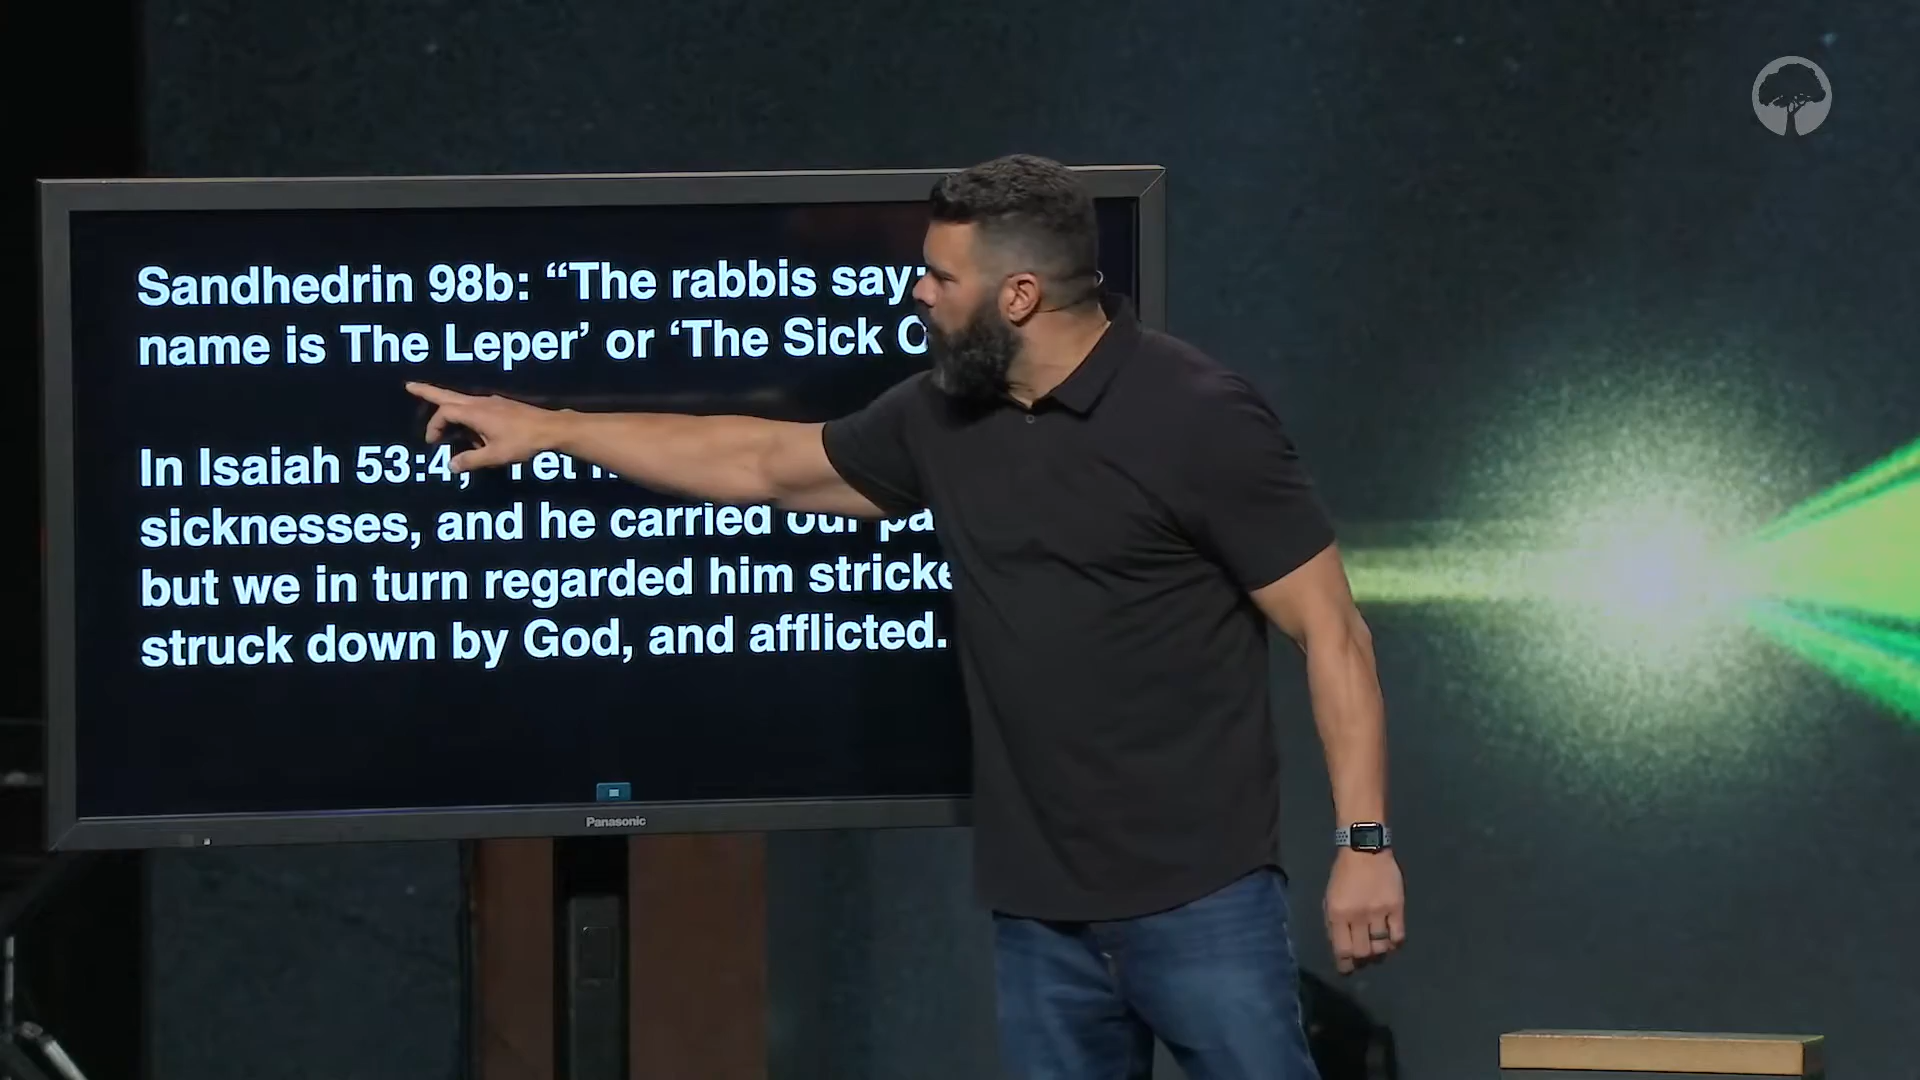 Sandhedrin 98b: “The rabbis say:
name is The Leper’ or ‘The Sick
In Isaiah 53:4,
sicknesses, and he carried our
but we in turn regarded him
struck down by God, and afflicted.
Panasonic